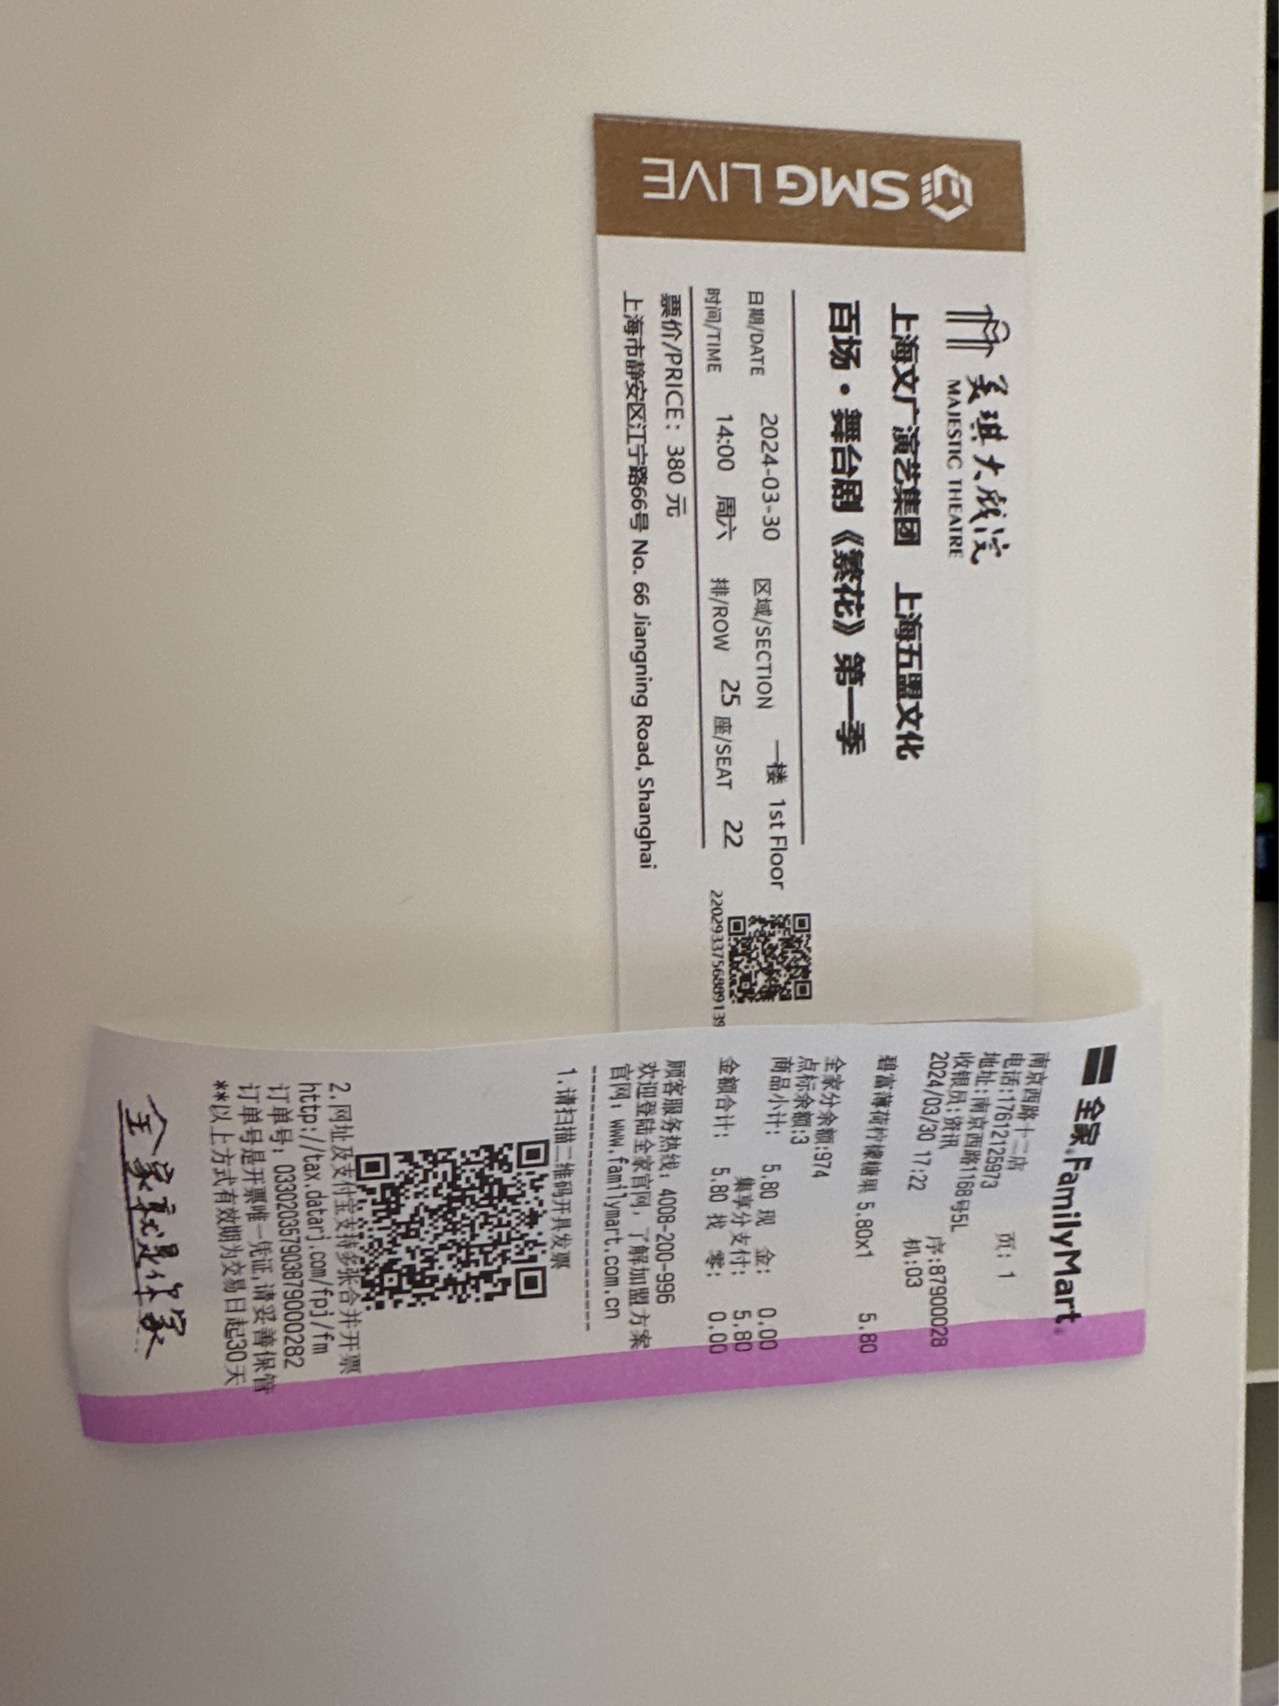 SMG LIVE
美琪大戏院
MAJESTIC THEATRE
上海文广演艺集团 上海五盟文化
百场·舞台剧《繁花》第一季
日期/DATE 2024-03-30 区域/SECTION 一楼 1st Floor
时间/TIME 14:00 周六 排/ROW 25 座/SEAT 22
票价/PRICE：380 元
上海市静安区江宁路66号 No. 66 Jiangning Road, Shanghai
2202933756889139
全家 FamilyMart
南京西路十二店 页: 1
电话:17612125973
地址:南京西路1168号5L
收银员:资讯 序:87900028
2024/03/30 17:22 机:03
碧富薄荷柠檬糖果 5.80x1 5.80
全家分余额:974
点标余额:3
商品小计: 5.80 现 金: 0.00
集享分支付: 5.80
金额合计: 5.80 找 零: 0.00
顾客服务热线: 4008-200-996
欢迎登陆全家官网,了解加盟方案
官网: www.familymart.com.cn
1.请扫描二维码开具发票
2.网址及支付宝支持多张合并开票
http://tax.datarj.com/fpj/fm
订单号: 03302035790387900002​82
订单号是开票唯一凭证,请妥善保管
**以上方式有效期为交易日起30天
全家就是你家